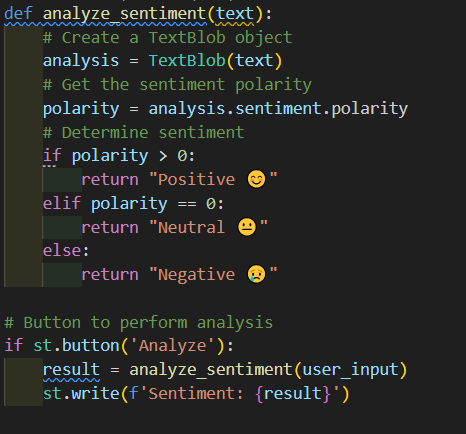 def analyze_sentiment(text):
    # Create a TextBlob object
    analysis = TextBlob(text)
    # Get the sentiment polarity
    polarity = analysis.sentiment.polarity
    # Determine sentiment
    if polarity > 0:
        return "Positive 😊"
    elif polarity == 0:
        return "Neutral 😐"
    else:
        return "Negative 😢"

# Button to perform analysis
if st.button('Analyze'):
    result = analyze_sentiment(user_input)
    st.write(f'Sentiment: {result}')